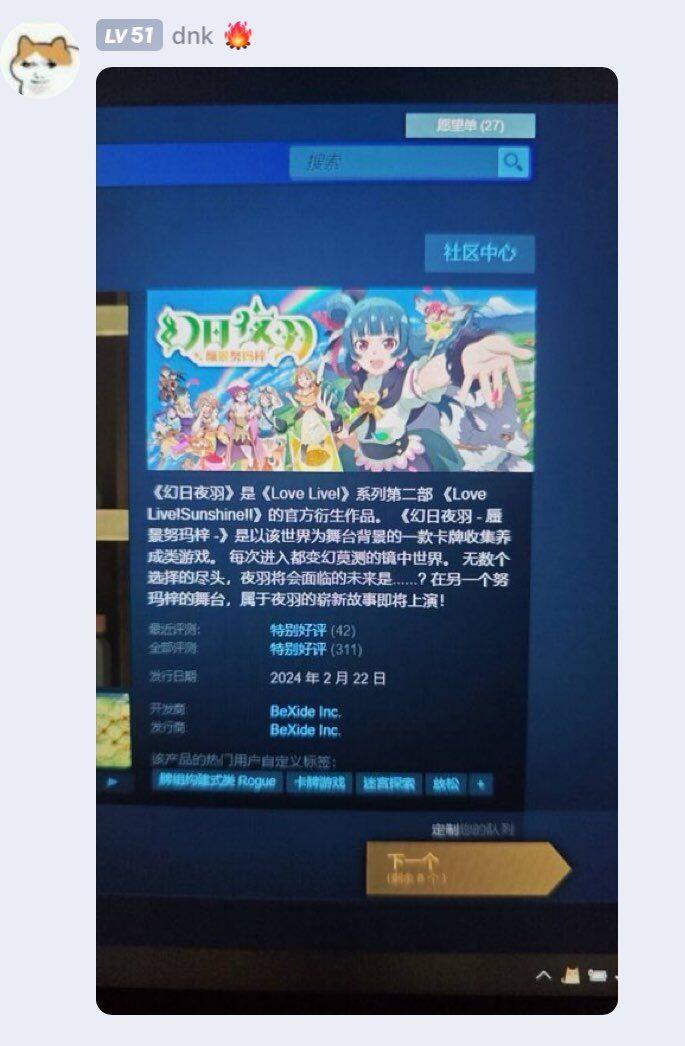 LV 51 dnk
愿望单 (27)
搜索
社区中心
幻日夜羽
蜃景努玛梓
《幻日夜羽》是《Love Live!》系列第二部 《Love
Live!Sunshine!!》的官方衍生作品。 《幻日夜羽 - 蜃
景努玛梓 -》是以该世界为舞台背景的一款卡牌收集养
成类游戏。 每次进入都变幻莫测的镜中世界。 无数个
选择的尽头，夜羽将会面临的未来是……? 在另一个努
玛梓的舞台，属于夜羽的崭新故事即将上演！
最近评测: 特别好评 (42)
全部评测: 特别好评 (311)
发行日期: 2024 年 2 月 22 日
开发商: BeXide Inc.
发行商: BeXide Inc.
该产品的热门用户自定义标签:
牌组构建式类 Rogue 卡牌游戏 迷宫探索 放松 +
定制您的队列
下一个
(剩余 8 个)